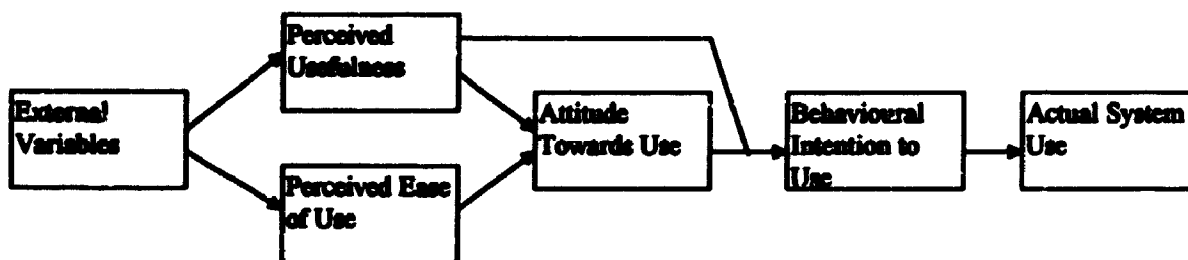 External
Variables
Perceived
Usefulness
Perceived Ease
of Use
Attitude
Towards Use
Behavioural
Intention to
Use
Actual System
Use